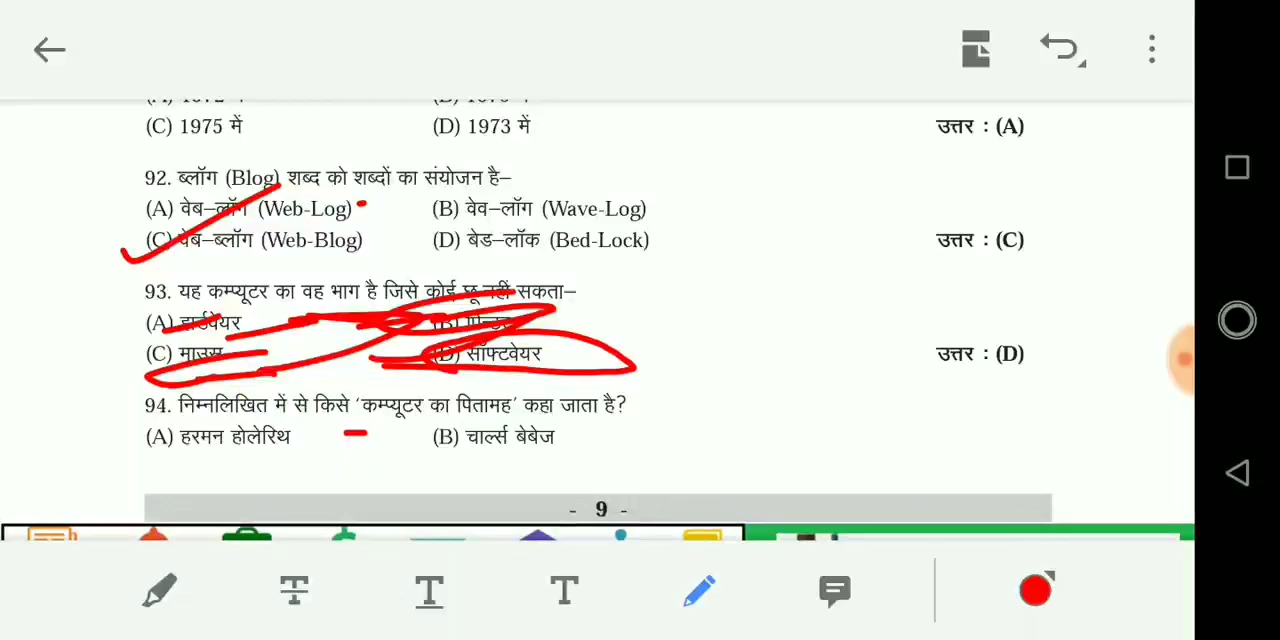 (C) 1975 में (D) 1973 में उत्तर : (A)
92. ब्लॉग (Blog) शब्द को शब्दों का संयोजन है–
(A) वेब–लॉग (Web-Log) (B) वेव–लॉग (Wave-Log)
(C) वेब–ब्लॉग (Web-Blog) (D) बेड–लॉक (Bed-Lock) उत्तर : (C)
93. यह कम्प्यूटर का वह भाग है जिसे कोई छू नहीं सकता–
(A) हार्डवेयर (B)
(C) माउस (D) सॉफ्टवेयर उत्तर : (D)
94. निम्नलिखित में से किसे ‘कम्प्यूटर का पितामह’ कहा जाता है?
(A) हरमन होलेरिथ (B) चार्ल्स बेबेज
- 9 -